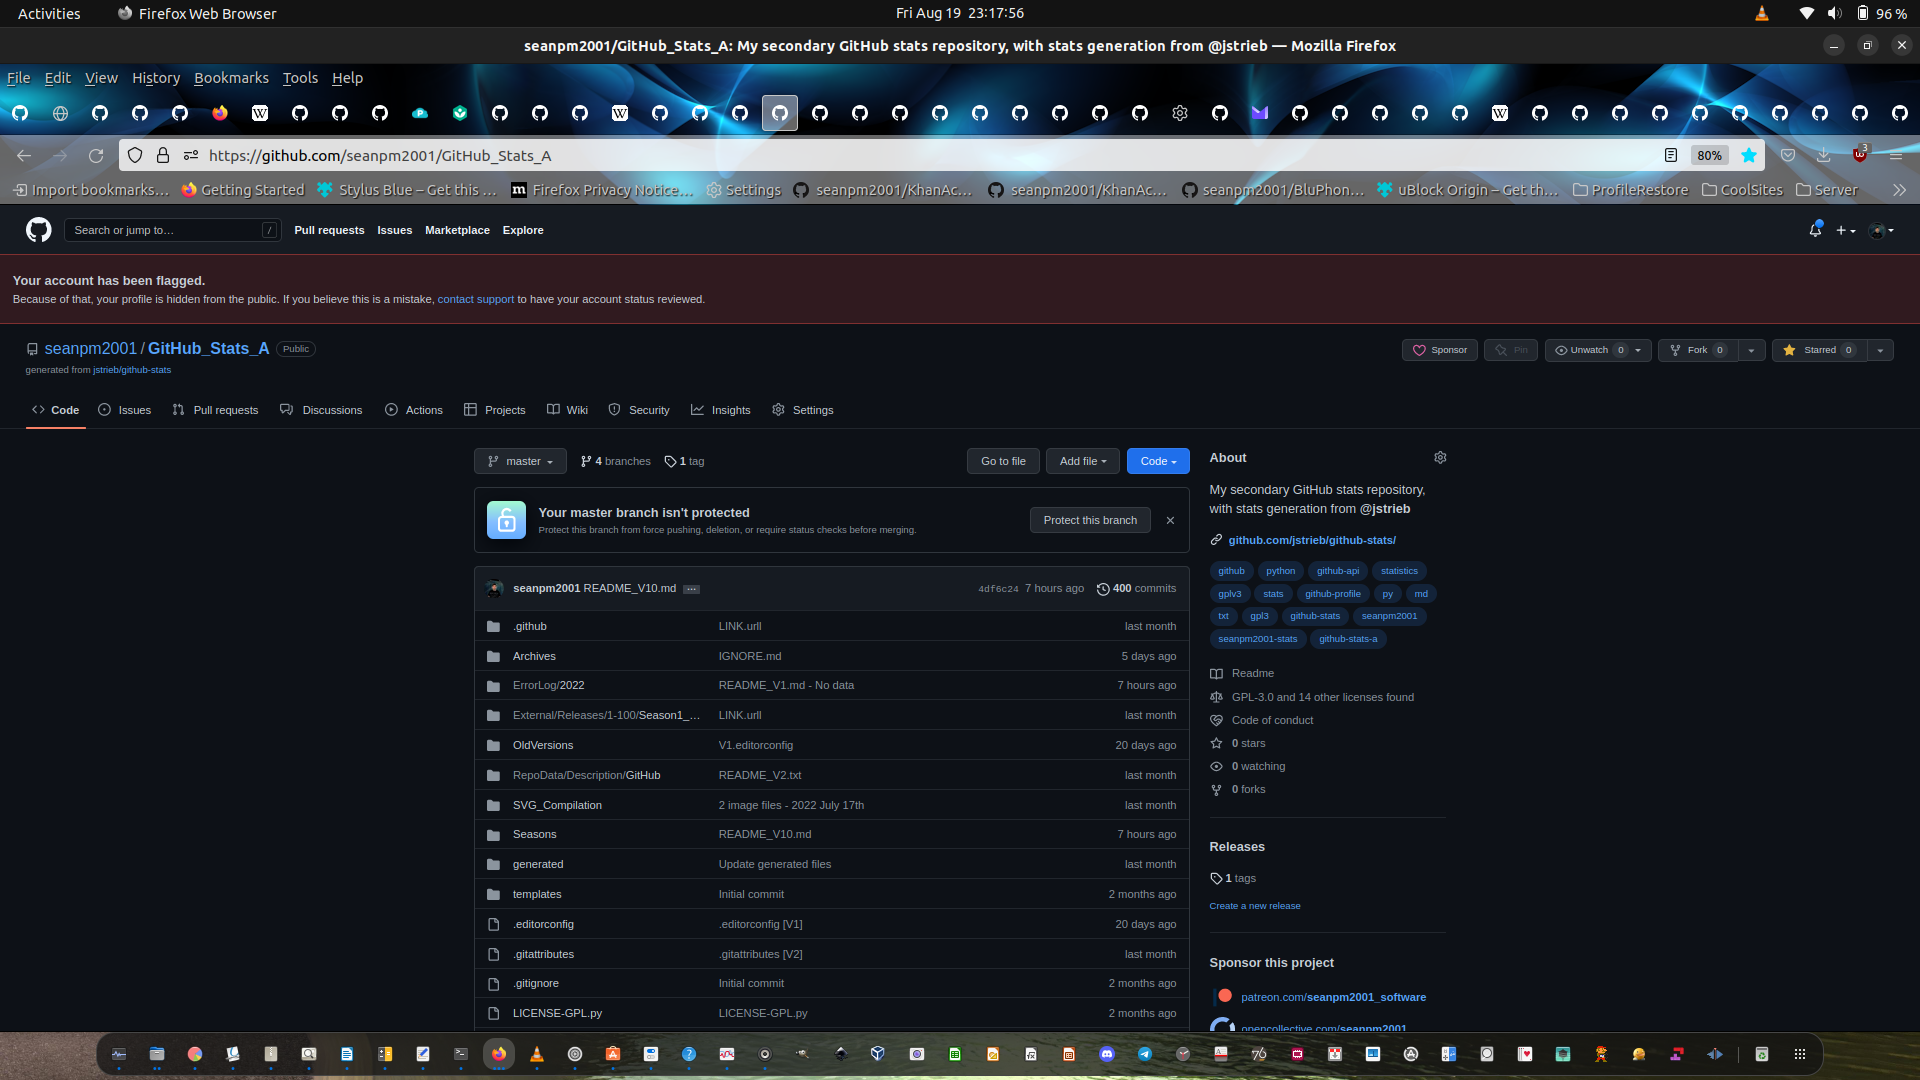 Activities
Firefox Web Browser
Fri Aug 19 23:17:56
96 %
seanpm2001/GitHub_Stats_A: My secondary GitHub stats repository, with stats generation from @jstrieb — Mozilla Firefox
File Edit View History Bookmarks Tools Help
https://github.com/seanpm2001/GitHub_Stats_A
80%
3
Import bookmarks… Getting Started Stylus Blue – Get this … Firefox Privacy Notice… Settings seanpm2001/KhanAc… seanpm2001/KhanAc… seanpm2001/BluPhon… uBlock Origin – Get th… ProfileRestore CoolSites Server
Search or jump to… /
Pull requests Issues Marketplace Explore
Your account has been flagged.
Because of that, your profile is hidden from the public. If you believe this is a mistake, contact support to have your account status reviewed.
seanpm2001 / GitHub_Stats_A Public
generated from jstrieb/github-stats
Sponsor Pin Unwatch 0 Fork 0 Starred 0
Code Issues Pull requests Discussions Actions Projects Wiki Security Insights Settings
master 4 branches 1 tag
Go to file Add file Code
Your master branch isn't protected
Protect this branch from force pushing, deletion, or require status checks before merging.
Protect this branch
seanpm2001 README_V10.md … 4df6c24 7 hours ago 400 commits
.github LINK.urll last month
Archives IGNORE.md 5 days ago
ErrorLog/2022 README_V1.md - No data 7 hours ago
External/Releases/1-100/Season1_… LINK.urll last month
OldVersions V1.editorconfig 20 days ago
RepoData/Description/GitHub README_V2.txt last month
SVG_Compilation 2 image files - 2022 July 17th last month
Seasons README_V10.md 7 hours ago
generated Update generated files last month
templates Initial commit 2 months ago
.editorconfig .editorconfig [V1] 20 days ago
.gitattributes .gitattributes [V2] last month
.gitignore Initial commit 2 months ago
LICENSE-GPL.py LICENSE-GPL.py 2 months ago
About
My secondary GitHub stats repository,
with stats generation from @jstrieb
github.com/jstrieb/github-stats/
github python github-api statistics
gplv3 stats github-profile py md
txt gpl3 github-stats seanpm2001
seanpm2001-stats github-stats-a
Readme
GPL-3.0 and 14 other licenses found
Code of conduct
0 stars
0 watching
0 forks
Releases
1 tags
Create a new release
Sponsor this project
patreon.com/seanpm2001_software
opencollective.com/seanpm2001